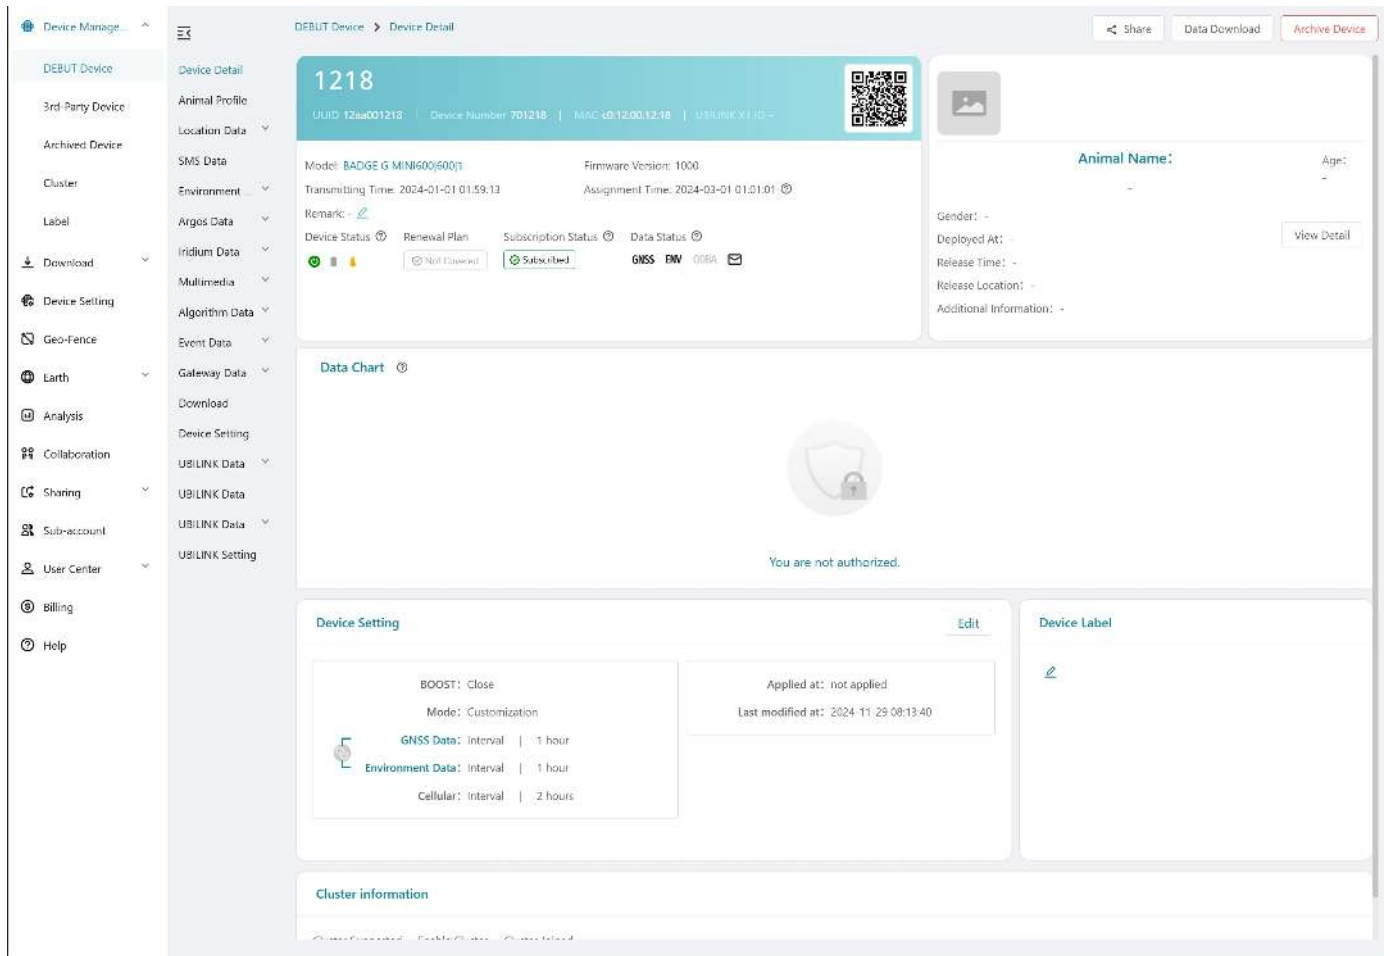 Device Manage...
DEBUT Device
3rd-Party Device
Archived Device
Cluster
Label
Download
Device Setting
Geo-Fence
Earth
Analysis
Collaboration
Sharing
Sub-account
User Center
Billing
Help
Device Detail
Animal Profile
Location Data
SMS Data
Environment ...
Argos Data
Iridium Data
Multimedia
Algorithm Data
Event Data
Gateway Data
Download
Device Setting
UBILINK Data
UBILINK Data
UBILINK Data
UBILINK Setting
DEBUT Device > Device Detail
Share
Data Download
Archive Device
1218
UUID 12aa001218 | Device Number 701218 | MAC c0:12:00:12:18 | UBILINK X1 ID -
Model: BADGE G MINI600|600|1
Firmware Version: 1000
Transmitting Time: 2024-01-01 01:59:13
Assignment Time: 2024-03-01 01:01:01
Remark: -
Device Status Renewal Plan Subscription Status Data Status
Not Covered Subscribed GNSS ENV ODBA
Animal Name:
-
Age:
-
Gender: -
Deployed At: -
View Detail
Release Time: -
Release Location: -
Additional Information: -
Data Chart
You are not authorized.
Device Setting
Edit
BOOST: Close
Mode: Customization
GNSS Data: Interval | 1 hour
Environment Data: Interval | 1 hour
Cellular: Interval | 2 hours
Applied at: not applied
Last modified at: 2024-11-29 08:13:40
Device Label
Cluster information